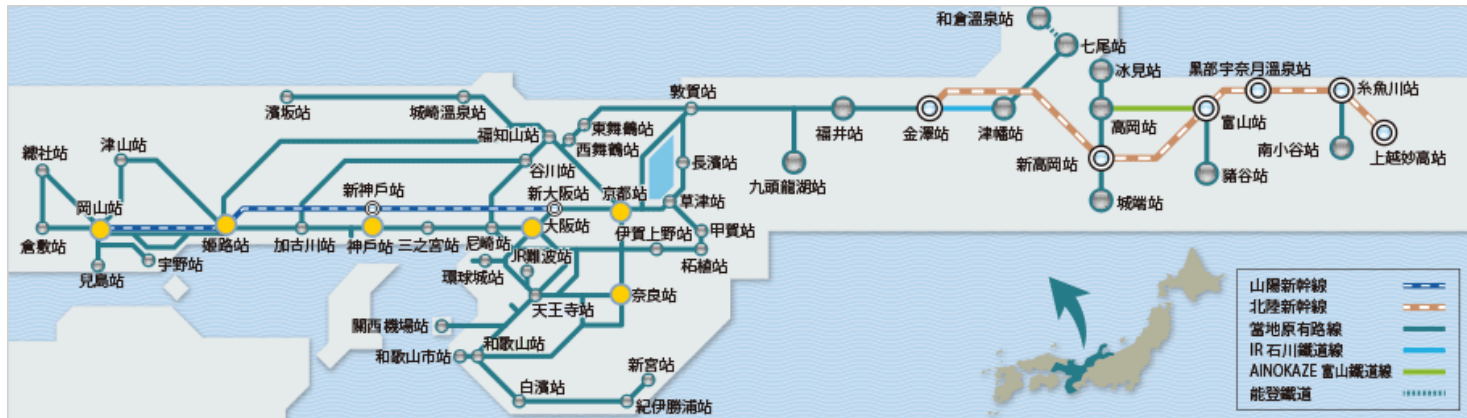 和倉溫泉站
七尾站
冰見站
黑部宇奈月溫泉站
糸魚川站
敦賀站
濱坂站
城崎溫泉站
福知山站
東舞鶴站
西舞鶴站
福井站
金澤站
津幡站
高岡站
富山站
總社站
津山站
谷川站
長濱站
九頭龍湖站
新高岡站
南小谷站
上越妙高站
豬谷站
新神戶站
新大阪站
京都站
草津站
城端站
岡山站
倉敷站
姬路站
加古川站
神戶站
三之宮站
尼崎站
大阪站
伊賀上野站
甲賀站
JR難波站
柘植站
兒島站
宇野站
環球城站
天王寺站
奈良站
關西機場站
和歌山站
和歌山市站
新宮站
白濱站
紀伊勝浦站
山陽新幹線
北陸新幹線
當地原有路線
IR石川鐵道線
AINOKAZE富山鐵道線
能登鐵道